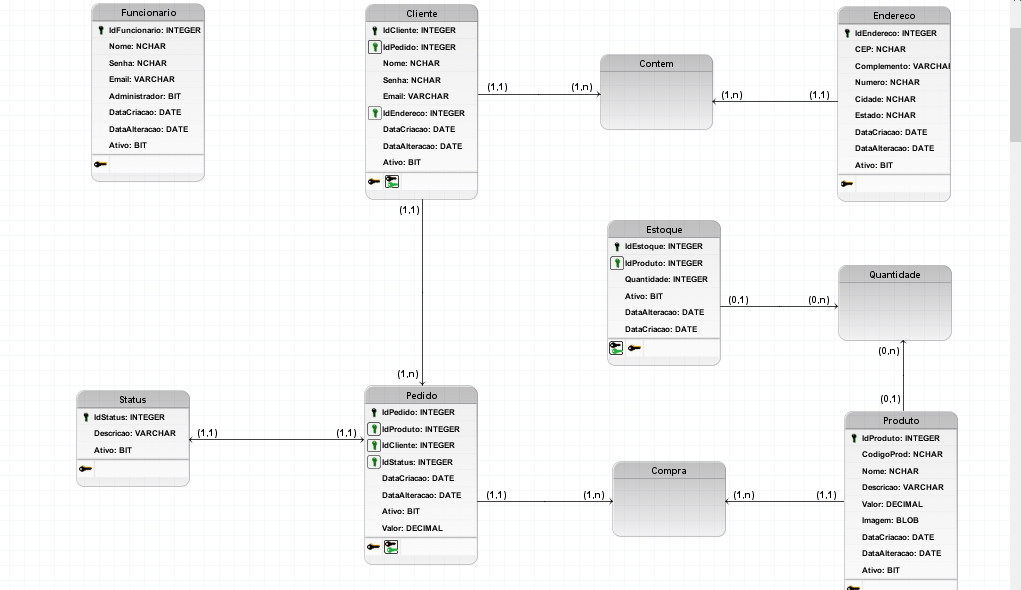 Funcionario
IdFuncionario: INTEGER
Nome: NCHAR
Senha: NCHAR
Email: VARCHAR
Administrador: BIT
DataCriacao: DATE
DataAlteracao: DATE
Ativo: BIT
Cliente
IdCliente: INTEGER
IdPedido: INTEGER
Nome: NCHAR
Senha: NCHAR
Email: VARCHAR
IdEndereco: INTEGER
DataCriacao: DATE
DataAlteracao: DATE
Ativo: BIT
(1,1)
(1,n)
Contem
(1,n)
(1,1)
Endereco
IdEndereco: INTEGER
CEP: NCHAR
Complemento: VARCHA
Numero: NCHAR
Cidade: NCHAR
Estado: NCHAR
DataCriacao: DATE
DataAlteracao: DATE
Ativo: BIT
(1,1)
(1,n)
Estoque
IdEstoque: INTEGER
IdProduto: INTEGER
Quantidade: INTEGER
Ativo: BIT
DataAlteracao: DATE
DataCriacao: DATE
(0,1)
(0,n)
Quantidade
(0,n)
(0,1)
Status
IdStatus: INTEGER
Descricao: VARCHAR
Ativo: BIT
(1,1)
(1,1)
Pedido
IdPedido: INTEGER
IdProduto: INTEGER
IdCliente: INTEGER
IdStatus: INTEGER
DataCriacao: DATE
DataAlteracao: DATE
Ativo: BIT
Valor: DECIMAL
(1,1)
(1,n)
Compra
(1,n)
(1,1)
Produto
IdProduto: INTEGER
CodigoProd: NCHAR
Nome: NCHAR
Descricao: VARCHAR
Valor: DECIMAL
Imagem: BLOB
DataCriacao: DATE
DataAlteracao: DATE
Ativo: BIT